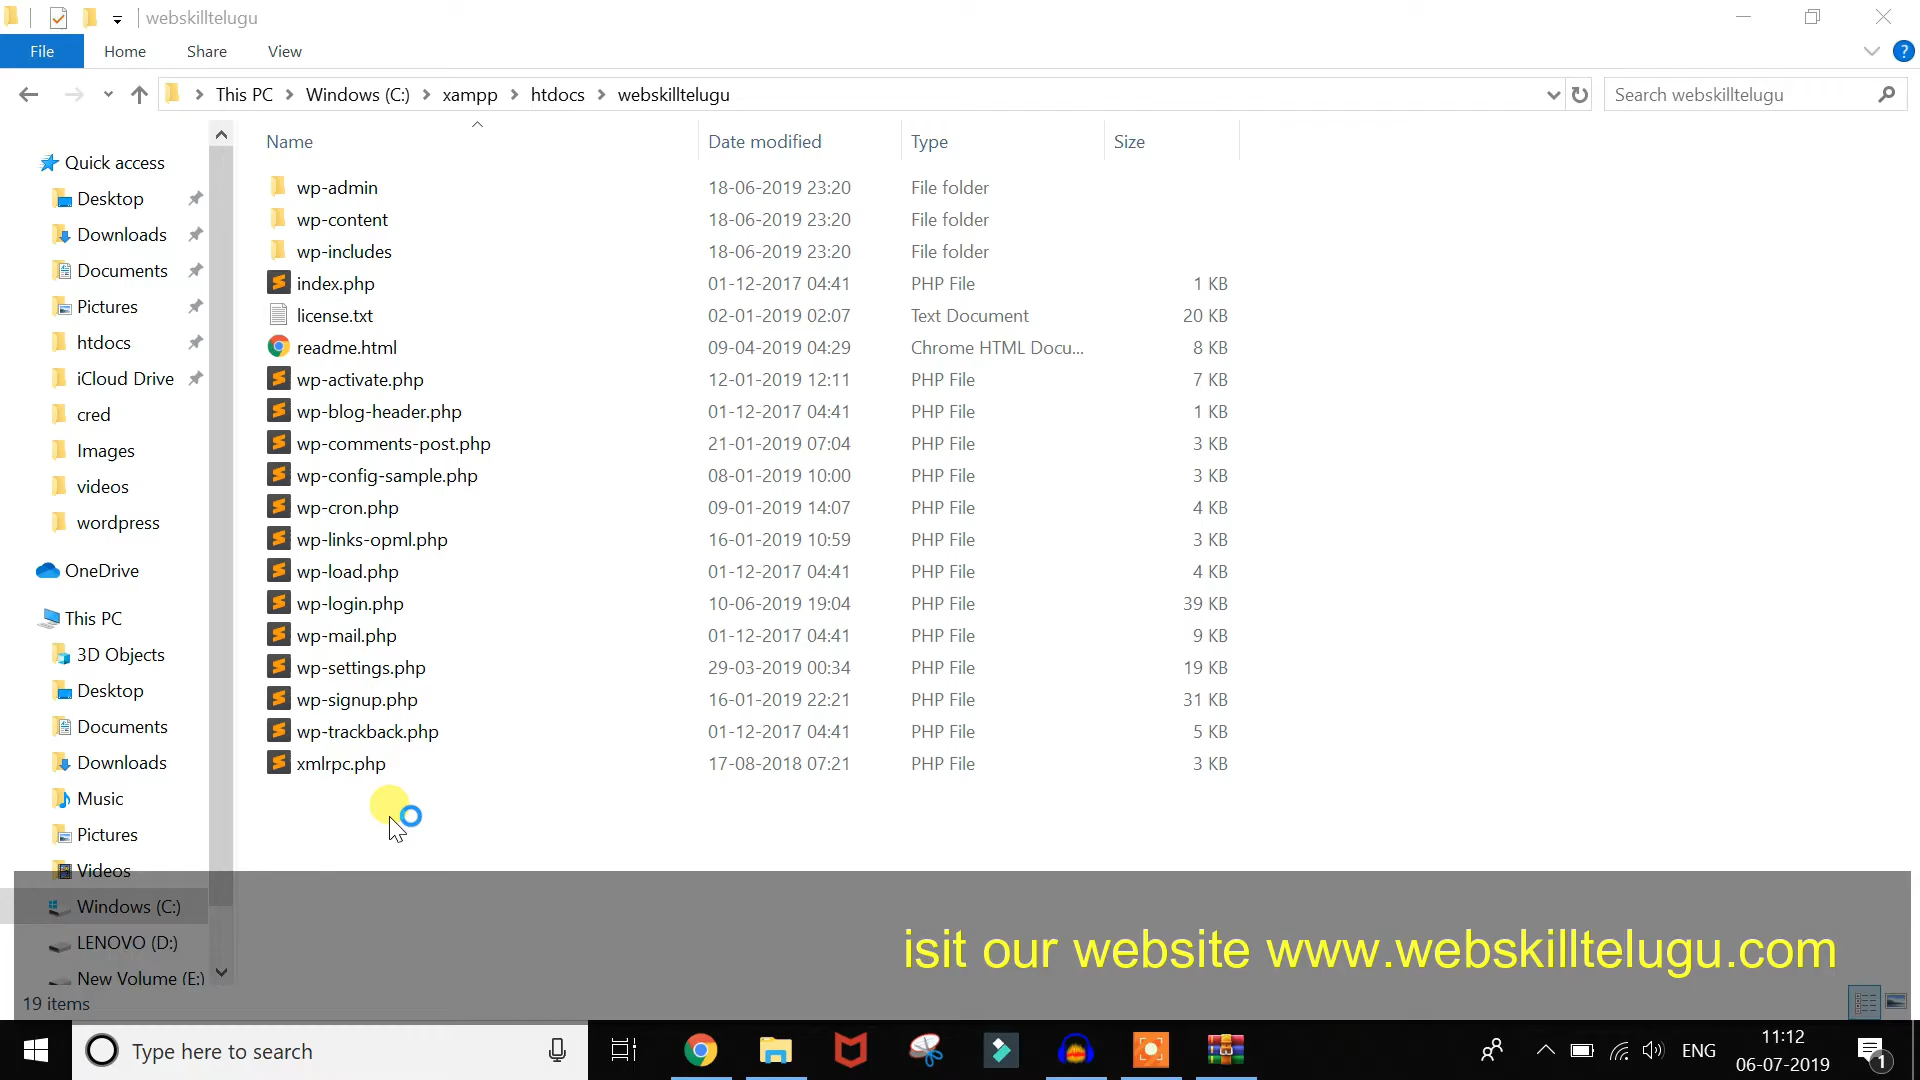 webskilltelugu
File Home Share View
This PC Windows (C:) xampp htdocs webskilltelugu
Search webskilltelugu
Name Date modified Type Size
Quick access
Desktop
Downloads
Documents
Pictures
htdocs
iCloud Drive
cred
Images
videos
wordpress
OneDrive
This PC
3D Objects
Desktop
Documents
Downloads
Music
Pictures
Videos
Windows (C:)
LENOVO (D:)
New Volume (E:)
wp-admin 18-06-2019 23:20 File folder
wp-content 18-06-2019 23:20 File folder
wp-includes 18-06-2019 23:20 File folder
index.php 01-12-2017 04:41 PHP File 1 KB
license.txt 02-01-2019 02:07 Text Document 20 KB
readme.html 09-04-2019 04:29 Chrome HTML Docu... 8 KB
wp-activate.php 12-01-2019 12:11 PHP File 7 KB
wp-blog-header.php 01-12-2017 04:41 PHP File 1 KB
wp-comments-post.php 21-01-2019 07:04 PHP File 3 KB
wp-config-sample.php 08-01-2019 10:00 PHP File 3 KB
wp-cron.php 09-01-2019 14:07 PHP File 4 KB
wp-links-opml.php 16-01-2019 10:59 PHP File 3 KB
wp-load.php 01-12-2017 04:41 PHP File 4 KB
wp-login.php 10-06-2019 19:04 PHP File 39 KB
wp-mail.php 01-12-2017 04:41 PHP File 9 KB
wp-settings.php 29-03-2019 00:34 PHP File 19 KB
wp-signup.php 16-01-2019 22:21 PHP File 31 KB
wp-trackback.php 01-12-2017 04:41 PHP File 5 KB
xmlrpc.php 17-08-2018 07:21 PHP File 3 KB
isit our website www.webskilltelugu.com
19 items
Type here to search
ENG
11:12
06-07-2019
1